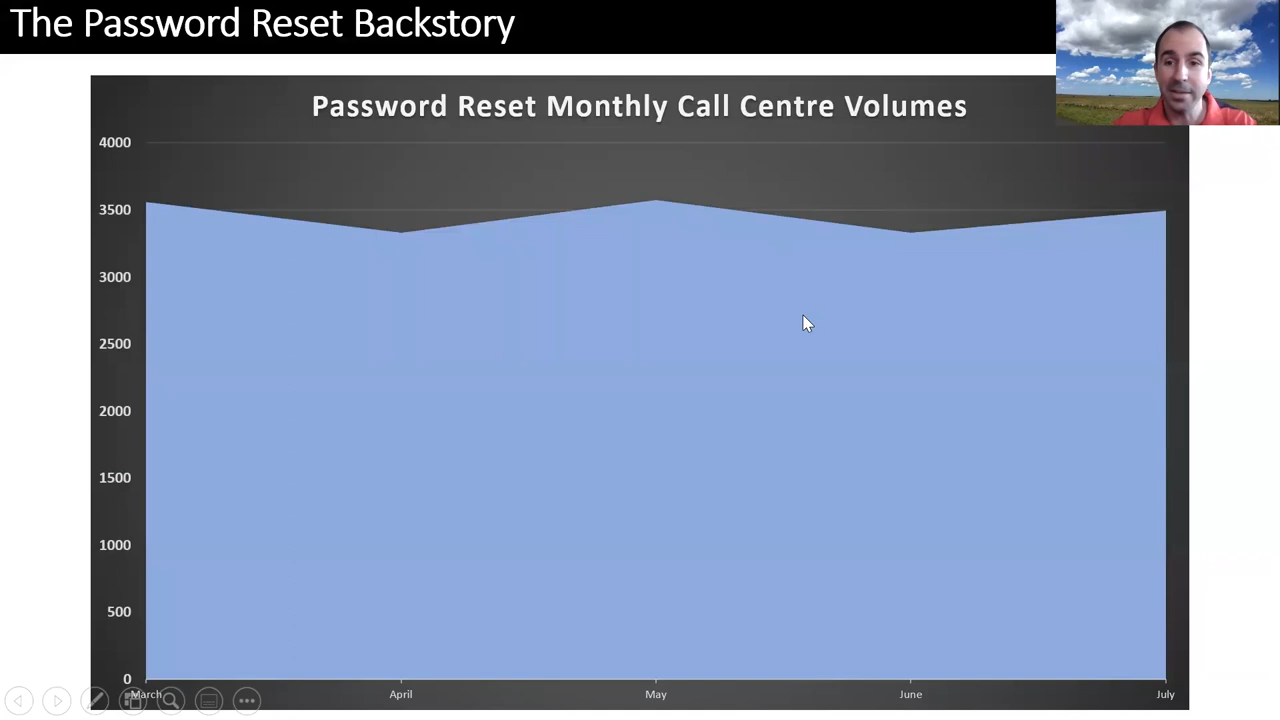 The Password Reset Backstory
Password Reset Monthly Call Centre Volumes
4000
3500
3000
2500
2000
1500
1000
500
0
March
April
May
June
July